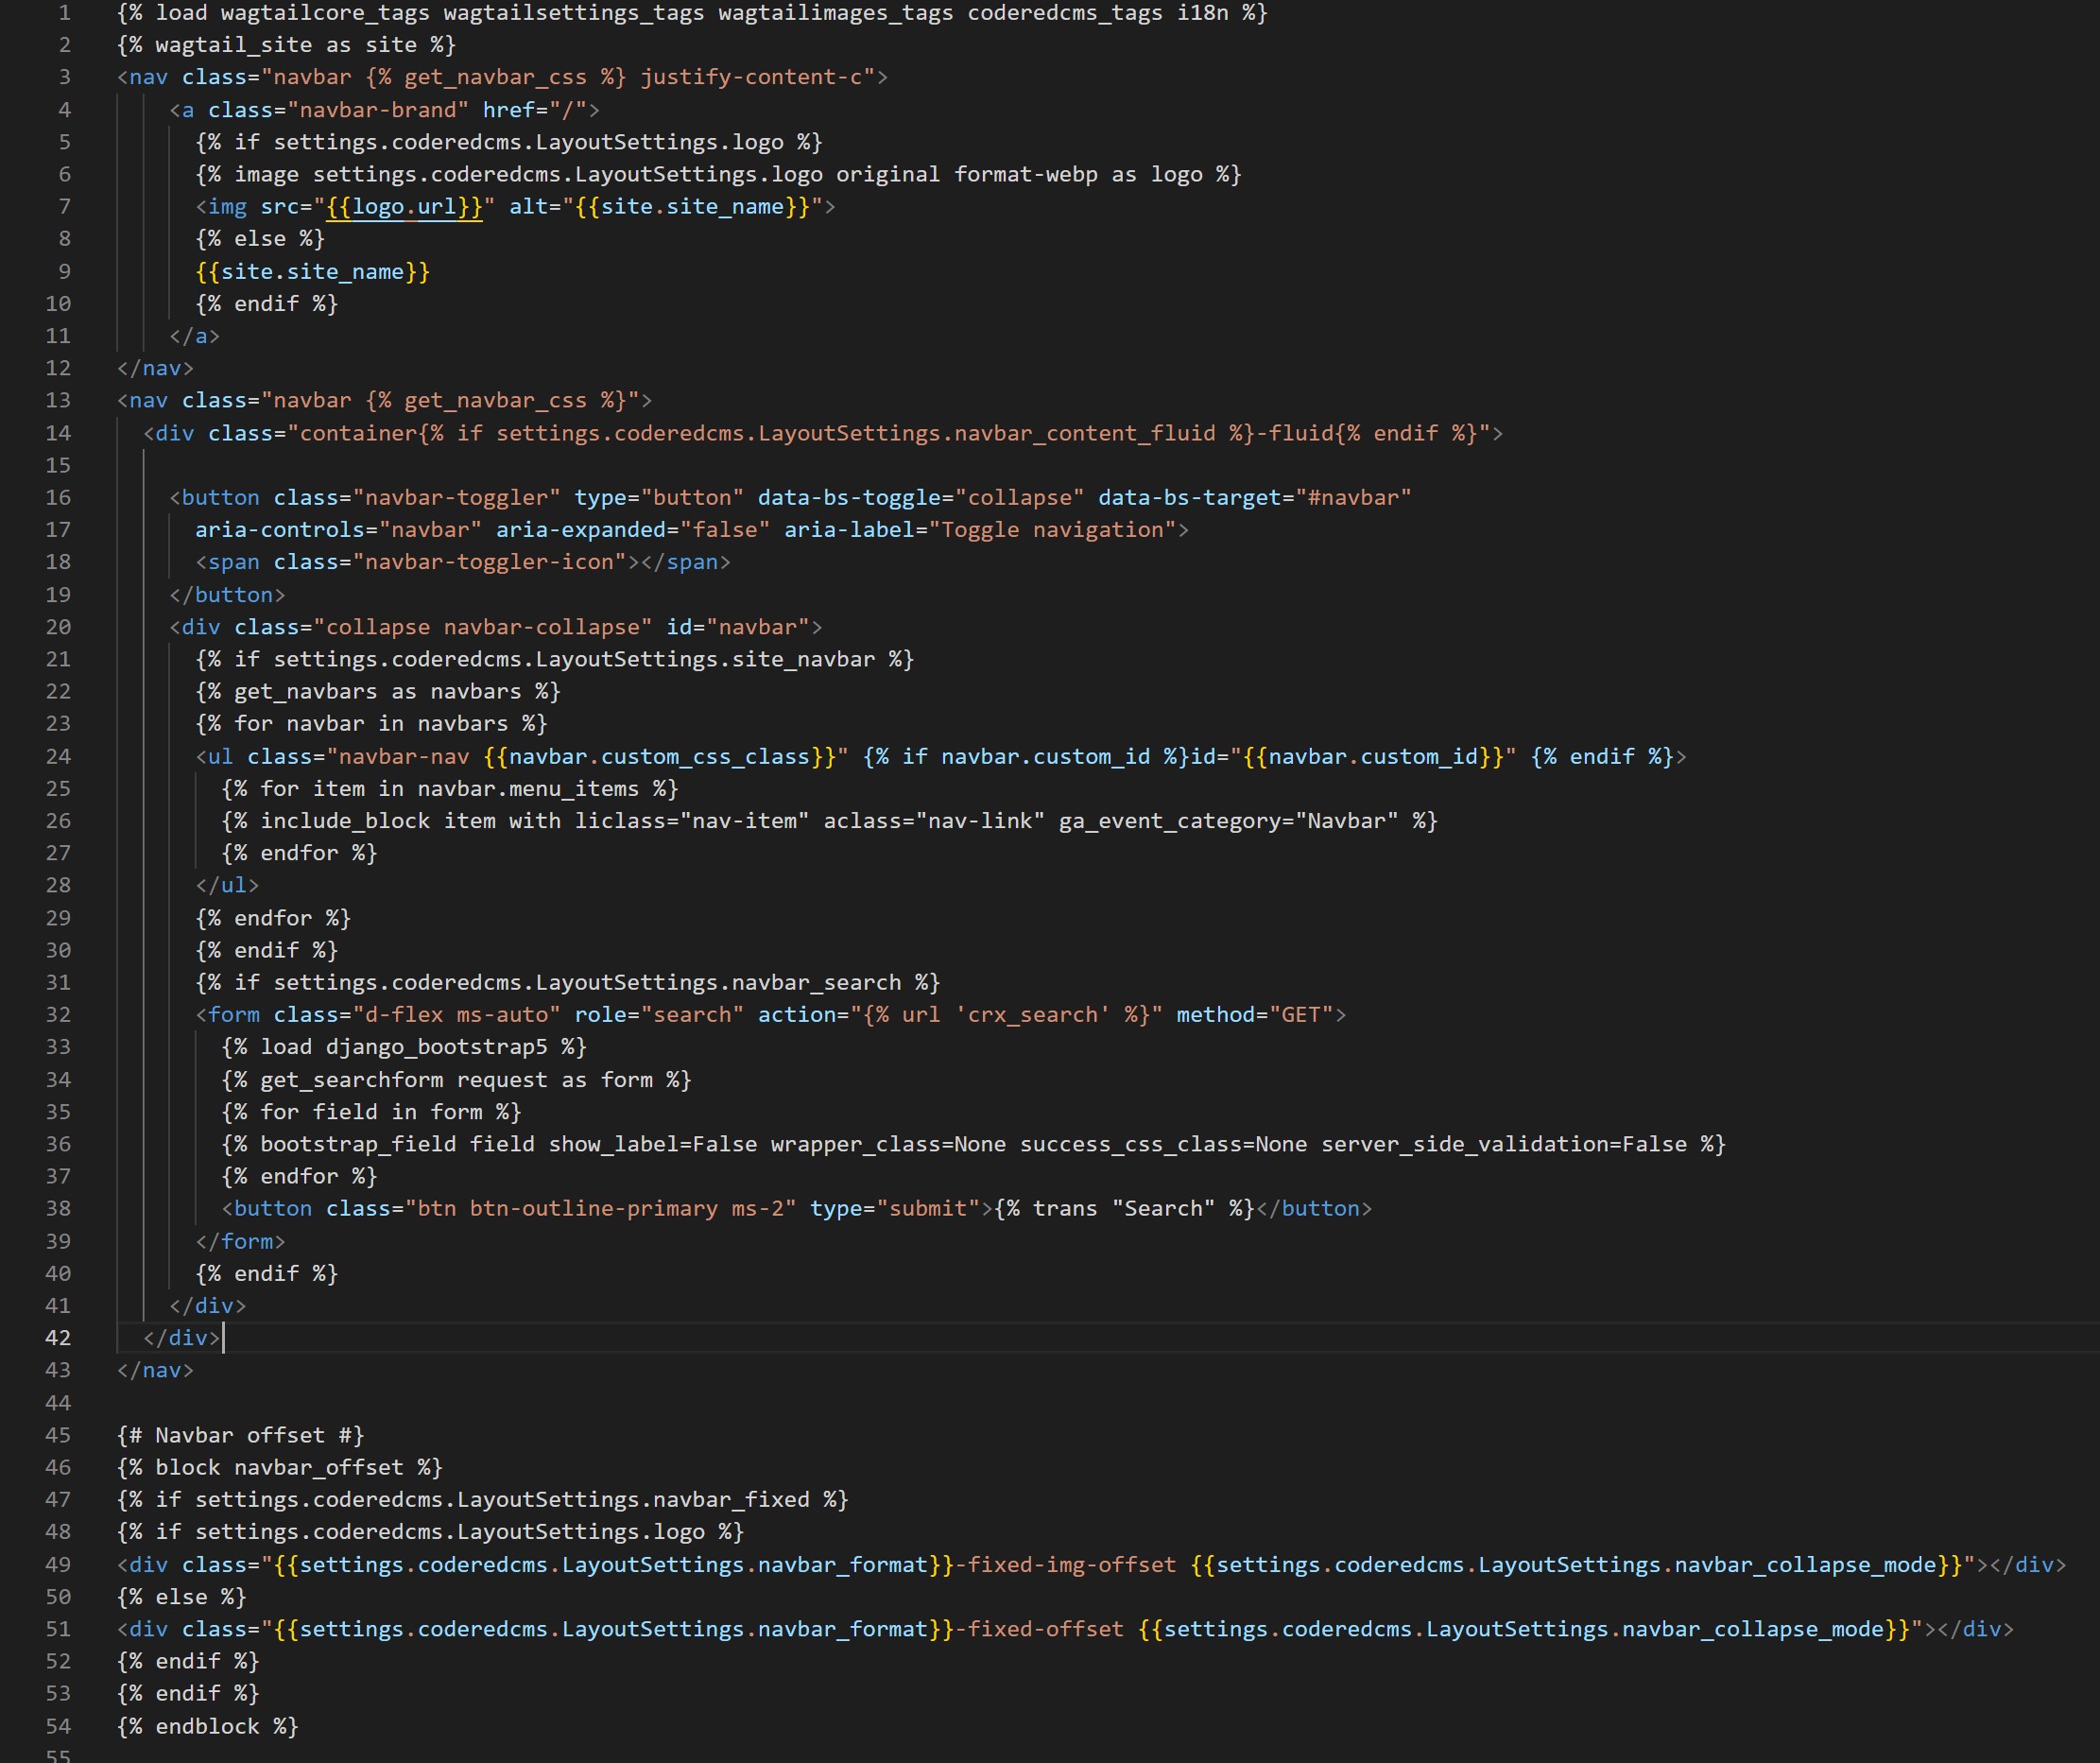 1 {% load wagtailcore_tags wagtailsettings_tags wagtailimages_tags coderedcms_tags i18n %}
2 {% wagtail_site as site %}
3 <nav class="navbar {% get_navbar_css %} justify-content-c">
4     <a class="navbar-brand" href="/">
5       {% if settings.coderedcms.LayoutSettings.logo %}
6       {% image settings.coderedcms.LayoutSettings.logo original format-webp as logo %}
7       <img src="{{logo.url}}" alt="{{site.site_name}}">
8       {% else %}
9       {{site.site_name}}
10       {% endif %}
11     </a>
12 </nav>
13 <nav class="navbar {% get_navbar_css %}">
14   <div class="container{% if settings.coderedcms.LayoutSettings.navbar_content_fluid %}-fluid{% endif %}">
15
16     <button class="navbar-toggler" type="button" data-bs-toggle="collapse" data-bs-target="#navbar"
17       aria-controls="navbar" aria-expanded="false" aria-label="Toggle navigation">
18       <span class="navbar-toggler-icon"></span>
19     </button>
20     <div class="collapse navbar-collapse" id="navbar">
21       {% if settings.coderedcms.LayoutSettings.site_navbar %}
22       {% get_navbars as navbars %}
23       {% for navbar in navbars %}
24       <ul class="navbar-nav {{navbar.custom_css_class}}" {% if navbar.custom_id %}id="{{navbar.custom_id}}" {% endif %}>
25         {% for item in navbar.menu_items %}
26         {% include_block item with liclass="nav-item" aclass="nav-link" ga_event_category="Navbar" %}
27         {% endfor %}
28       </ul>
29       {% endfor %}
30       {% endif %}
31       {% if settings.coderedcms.LayoutSettings.navbar_search %}
32       <form class="d-flex ms-auto" role="search" action="{% url 'crx_search' %}" method="GET">
33         {% load django_bootstrap5 %}
34         {% get_searchform request as form %}
35         {% for field in form %}
36         {% bootstrap_field field show_label=False wrapper_class=None success_css_class=None server_side_validation=False %}
37         {% endfor %}
38         <button class="btn btn-outline-primary ms-2" type="submit">{% trans "Search" %}</button>
39       </form>
40       {% endif %}
41     </div>
42   </div>
43 </nav>
44
45 {# Navbar offset #}
46 {% block navbar_offset %}
47 {% if settings.coderedcms.LayoutSettings.navbar_fixed %}
48 {% if settings.coderedcms.LayoutSettings.logo %}
49 <div class="{{settings.coderedcms.LayoutSettings.navbar_format}}-fixed-img-offset {{settings.coderedcms.LayoutSettings.navbar_collapse_mode}}"></div>
50 {% else %}
51 <div class="{{settings.coderedcms.LayoutSettings.navbar_format}}-fixed-offset {{settings.coderedcms.LayoutSettings.navbar_collapse_mode}}"></div>
52 {% endif %}
53 {% endif %}
54 {% endblock %}
55